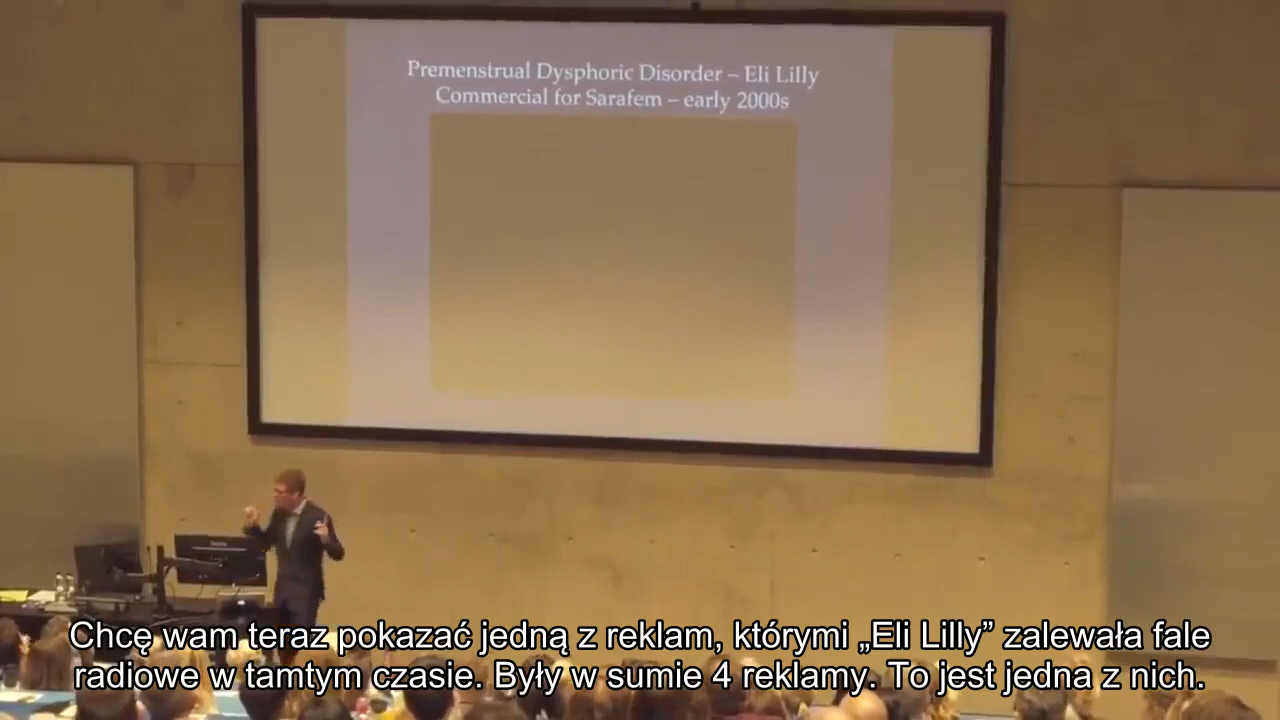 Premenstrual Dysphoric Disorder – Eli Lilly
Commercial for Sarafem – early 2000s
Chcę wam teraz pokazać jedną z reklam, którymi „Eli Lilly” zalewała fale
radiowe w tamtym czasie. Były w sumie 4 reklamy. To jest jedna z nich.